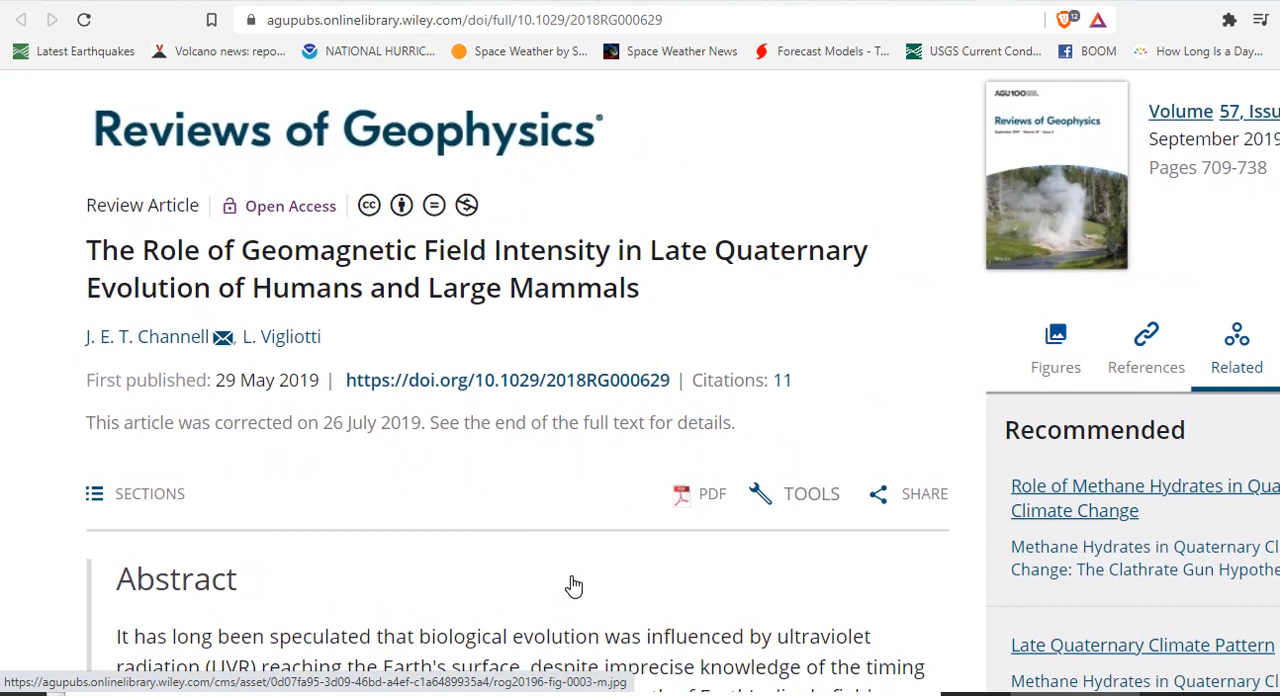 agupubs.onlinelibrary.wiley.com/doi/full/10.1029/2018RG000629
12
Latest Earthquakes
Volcano news: repo...
NATIONAL HURRIC...
Space Weather by S...
Space Weather News
Forecast Models - T...
USGS Current Cond...
BOOM
How Long Is a Day...
Reviews of Geophysics®
AGU100
Reviews of Geophysics
Volume 57, Issu
September 2019
Pages 709-738
Review Article
Open Access
cc
The Role of Geomagnetic Field Intensity in Late Quaternary
Evolution of Humans and Large Mammals
J. E. T. Channell, L. Vigliotti
First published: 29 May 2019 | https://doi.org/10.1029/2018RG000629 | Citations: 11
This article was corrected on 26 July 2019. See the end of the full text for details.
SECTIONS
PDF
TOOLS
SHARE
Figures
References
Related
Recommended
Role of Methane Hydrates in Qua
Climate Change
Methane Hydrates in Quaternary Cl
Change: The Clathrate Gun Hypothe
Late Quaternary Climate Pattern
Methane Hydrates in Quaternary Cl
Abstract
It has long been speculated that biological evolution was influenced by ultraviolet
radiation (UVR) reaching the Earth's surface, despite imprecise knowledge of the timing
https://agupubs.onlinelibrary.wiley.com/cms/asset/0d07fa95-3d09-46bd-a4ef-c1a6489935a4/rog20196-fig-0003-m.jpg